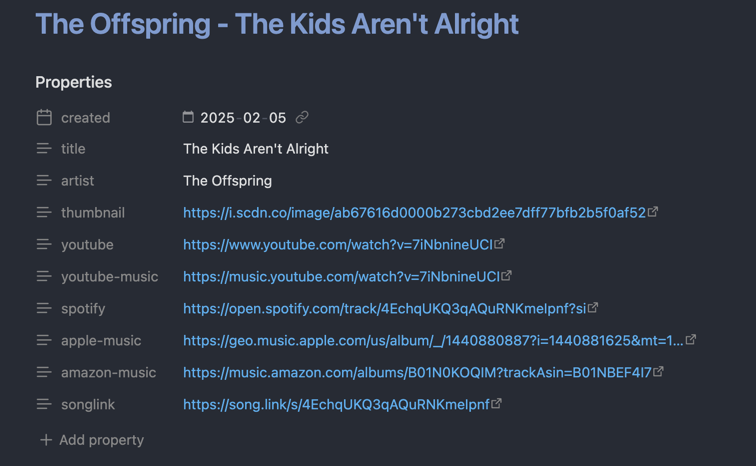 The Offspring - The Kids Aren't Alright
Properties
created 2025-02-05
title The Kids Aren't Alright
artist The Offspring
thumbnail https://i.scdn.co/image/ab67616d0000b273cbd2ee7dff77bfb2b5f0af52
youtube https://www.youtube.com/watch?v=7iNbnineUCI
youtube-music https://music.youtube.com/watch?v=7iNbnineUCI
spotify https://open.spotify.com/track/4EchqUKQ3qAQuRNKmeIpnf?si
apple-music https://geo.music.apple.com/us/album/_/1440880887?i=1440881625&mt=1...
amazon-music https://music.amazon.com/albums/B01N0KOQIM?trackAsin=B01NBEF4I7
songlink https://song.link/s/4EchqUKQ3qAQuRNKmeIpnf
+ Add property